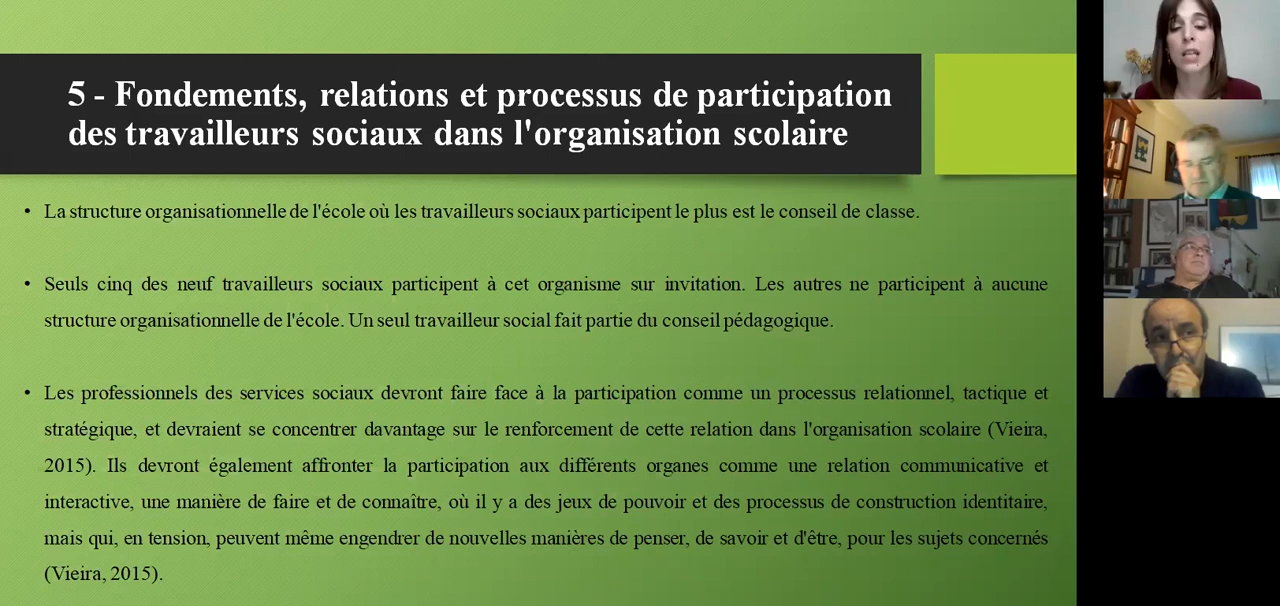 5 - Fondements, relations et processus de participation
des travailleurs sociaux dans l'organisation scolaire
• La structure organisationnelle de l'école où les travailleurs sociaux participent le plus est le conseil de classe.
• Seuls cinq des neuf travailleurs sociaux participent à cet organisme sur invitation. Les autres ne participent à aucune
structure organisationnelle de l'école. Un seul travailleur social fait partie du conseil pédagogique.
• Les professionnels des services sociaux devront faire face à la participation comme un processus relationnel, tactique et
stratégique, et devraient se concentrer davantage sur le renforcement de cette relation dans l'organisation scolaire (Vieira,
2015). Ils devront également affronter la participation aux différents organes comme une relation communicative et
interactive, une manière de faire et de connaître, où il y a des jeux de pouvoir et des processus de construction identitaire,
mais qui, en tension, peuvent même engendrer de nouvelles manières de penser, de savoir et d'être, pour les sujets concernés
(Vieira, 2015).